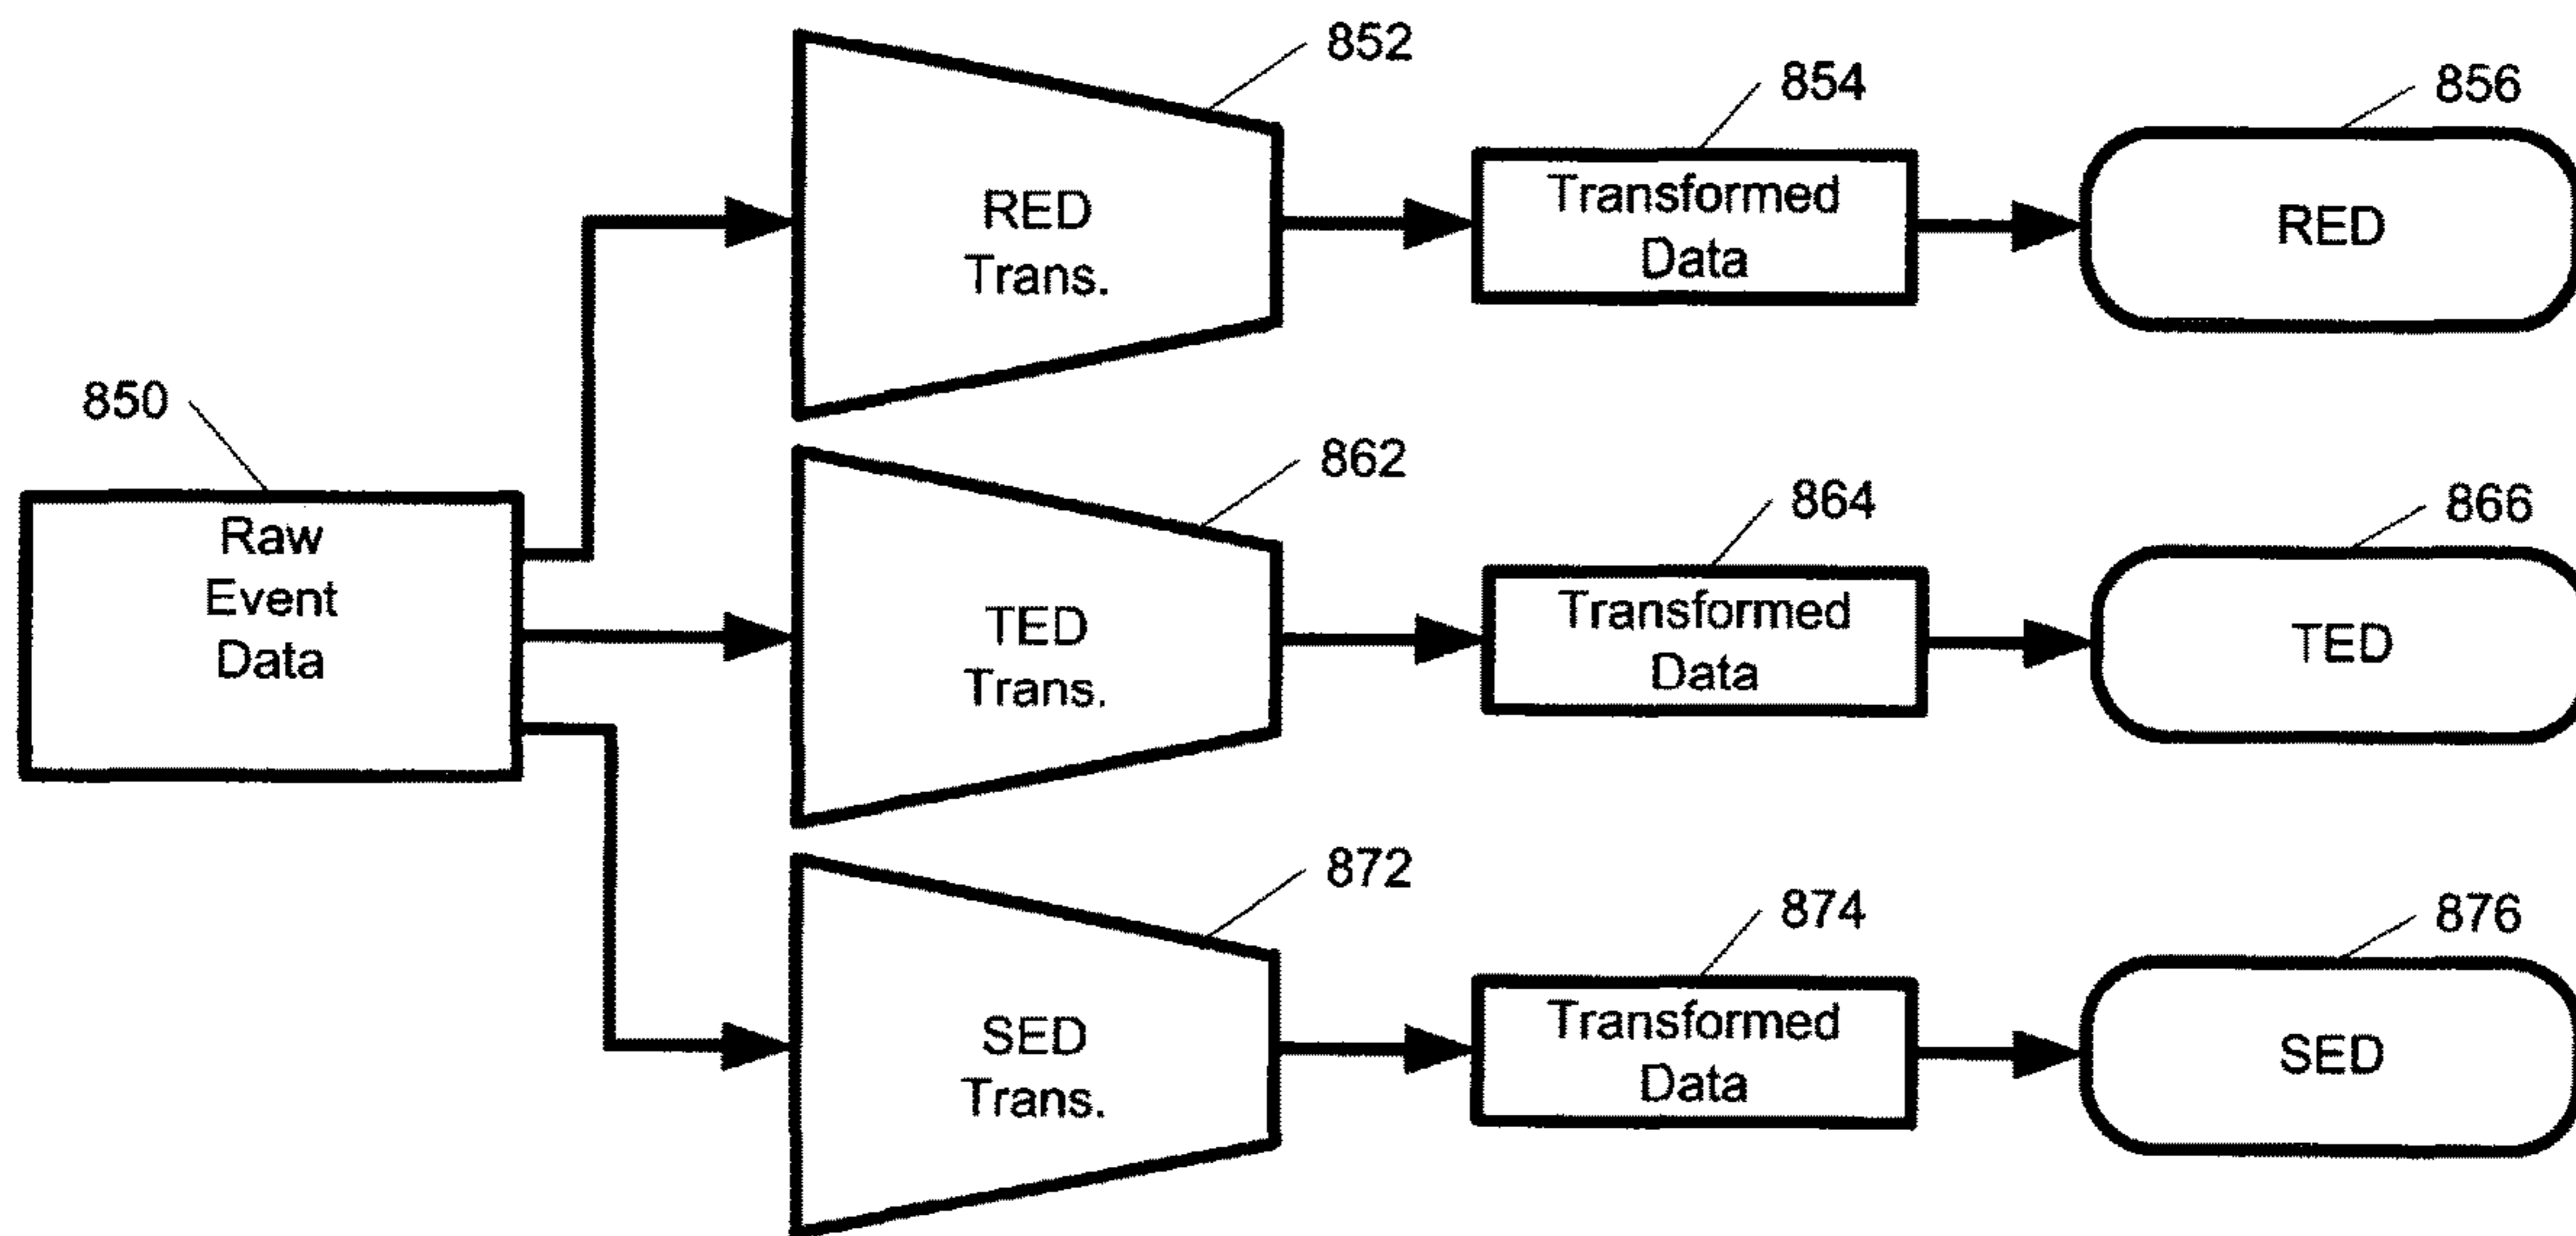 852
854
856
RED
Trans.
Transformed
Data
RED
850
Raw
Event
Data
862
864
866
TED
Trans.
Transformed
Data
TED
872
874
876
SED
Trans.
Transformed
Data
SED